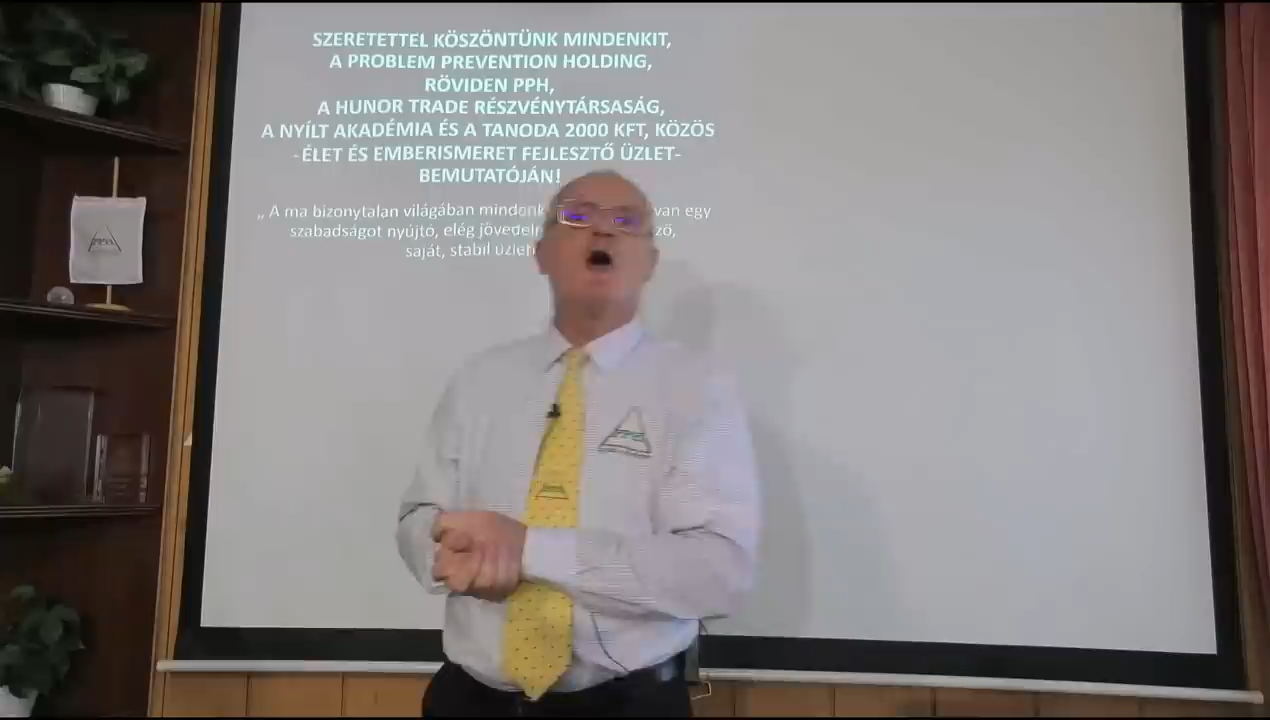 SZERETETTEL KÖSZÖNTÜNK MINDENKIT,
A PROBLEM PREVENTION HOLDING,
RÖVIDEN PPH,
A HUNOR TRADE RÉSZVÉNYTÁRSASÁG,
A NYÍLT AKADÉMIA ÉS A TANODA 2000 KFT, KÖZÖS
-ÉLET ÉS EMBERISMERET FEJLESZTŐ ÜZLET-
BEMUTATÓJÁN!
„ A ma bizonytalan világában van egy
szabadságot nyújtó, elég
saját, stabil